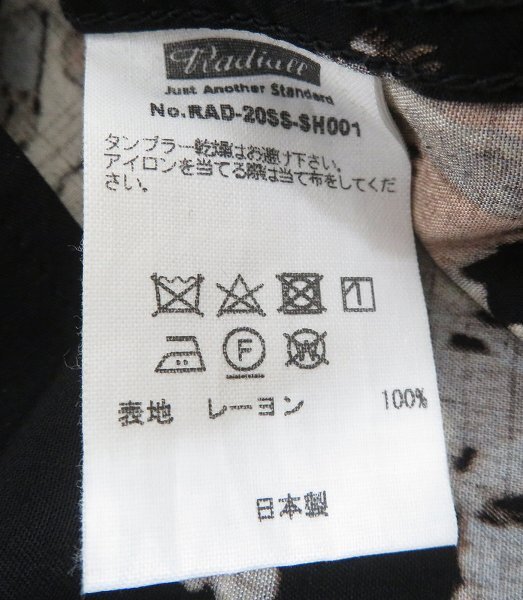 Radiall
Just Another Standard
No.RAD-20SS-SH001
タンブラー乾燥はお避け下さい。
アイロンを当てる際は当て布をしてくだ
さい。
F
W
表地 レーヨン 100%
日本製